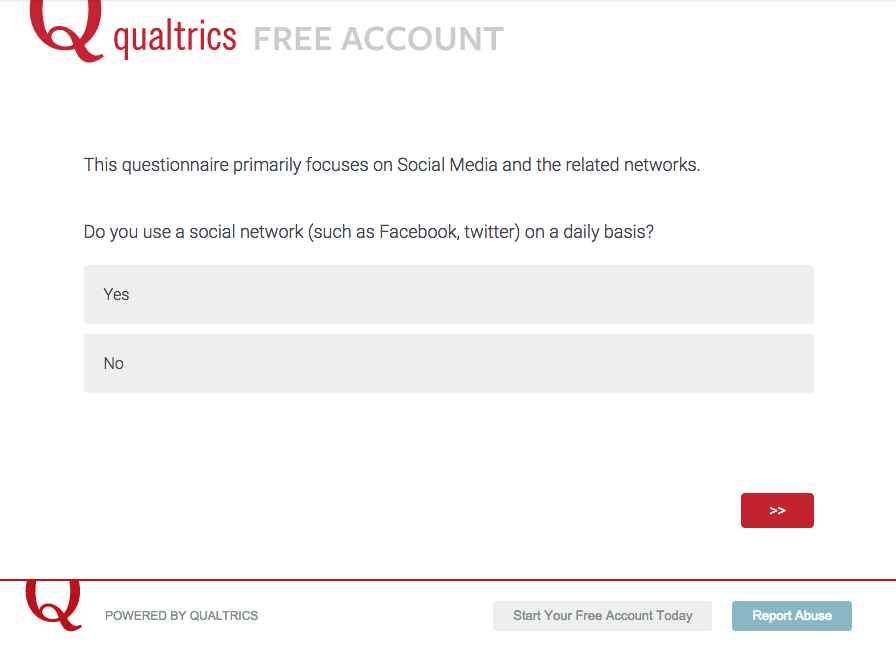 qualtrics FREE ACCOUNT
This questionnaire primarily focuses on Social Media and the related networks.
Do you use a social network (such as Facebook, twitter) on a daily basis?
Yes
No
>>
POWERED BY QUALTRICS
Start Your Free Account Today
Report Abuse